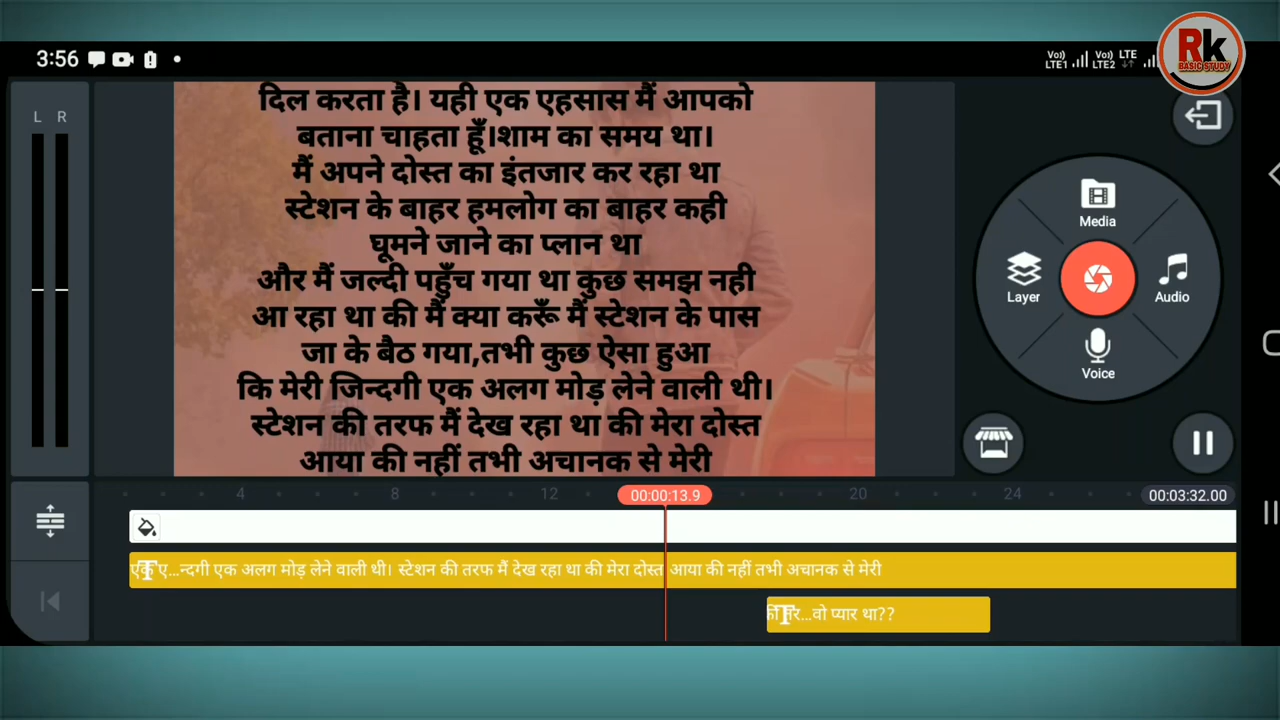 Rk
BASIC STUDY
3:56
Vo))
LTE1
Vo))
LTE2
LTE
L R
दिल करता है। यही एक एहसास मैं आपको
बताना चाहता हूँ।शाम का समय था।
मैं अपने दोस्त का इंतजार कर रहा था
स्टेशन के बाहर हमलोग का बाहर कही
घूमने जाने का प्लान था
और मैं जल्दी पहुँच गया था कुछ समझ नही
आ रहा था की मैं क्या करूँ मैं स्टेशन के पास
जा के बैठ गया,तभी कुछ ऐसा हुआ
कि मेरी जिन्दगी एक अलग मोड़ लेने वाली थी।
स्टेशन की तरफ मैं देख रहा था की मेरा दोस्त
आया की नहीं तभी अचानक से मेरी
Media
Layer
Audio
Voice
4 8 12 00:00:13.9 20 24 00:03:32.00
ए...न्दगी एक अलग मोड़ लेने वाली थी। स्टेशन की तरफ मैं देख रहा था की मेरा दोस्त आया की नहीं तभी अचानक से मेरी
...वो प्यार था??